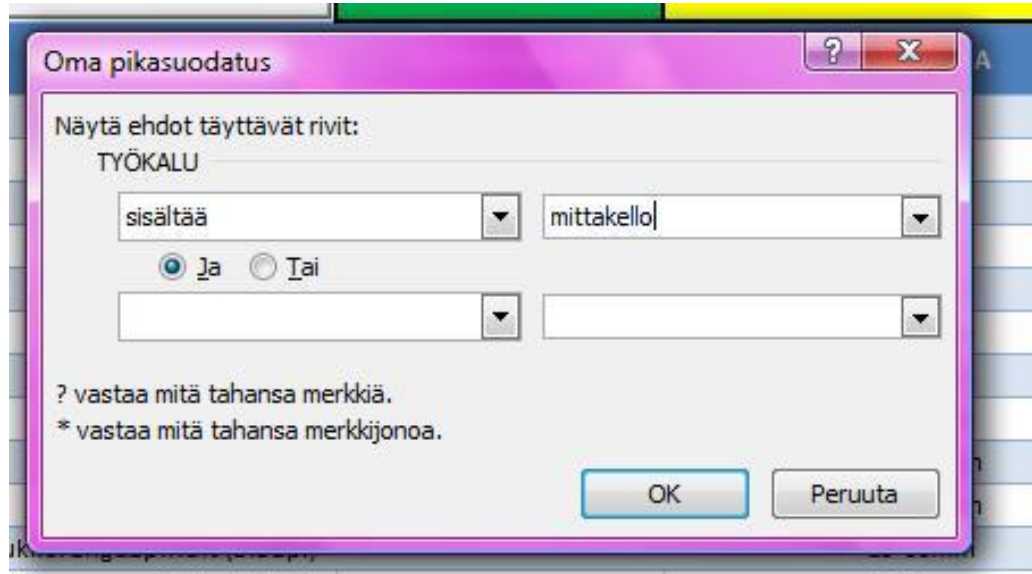 Oma pikasuodatus
A
Näytä ehdot täyttävät rivit:
TYÖKALU
sisältää mittakello
Ja Tai
? vastaa mitä tahansa merkkiä.
* vastaa mitä tahansa merkkijonoa.
OK Peruuta